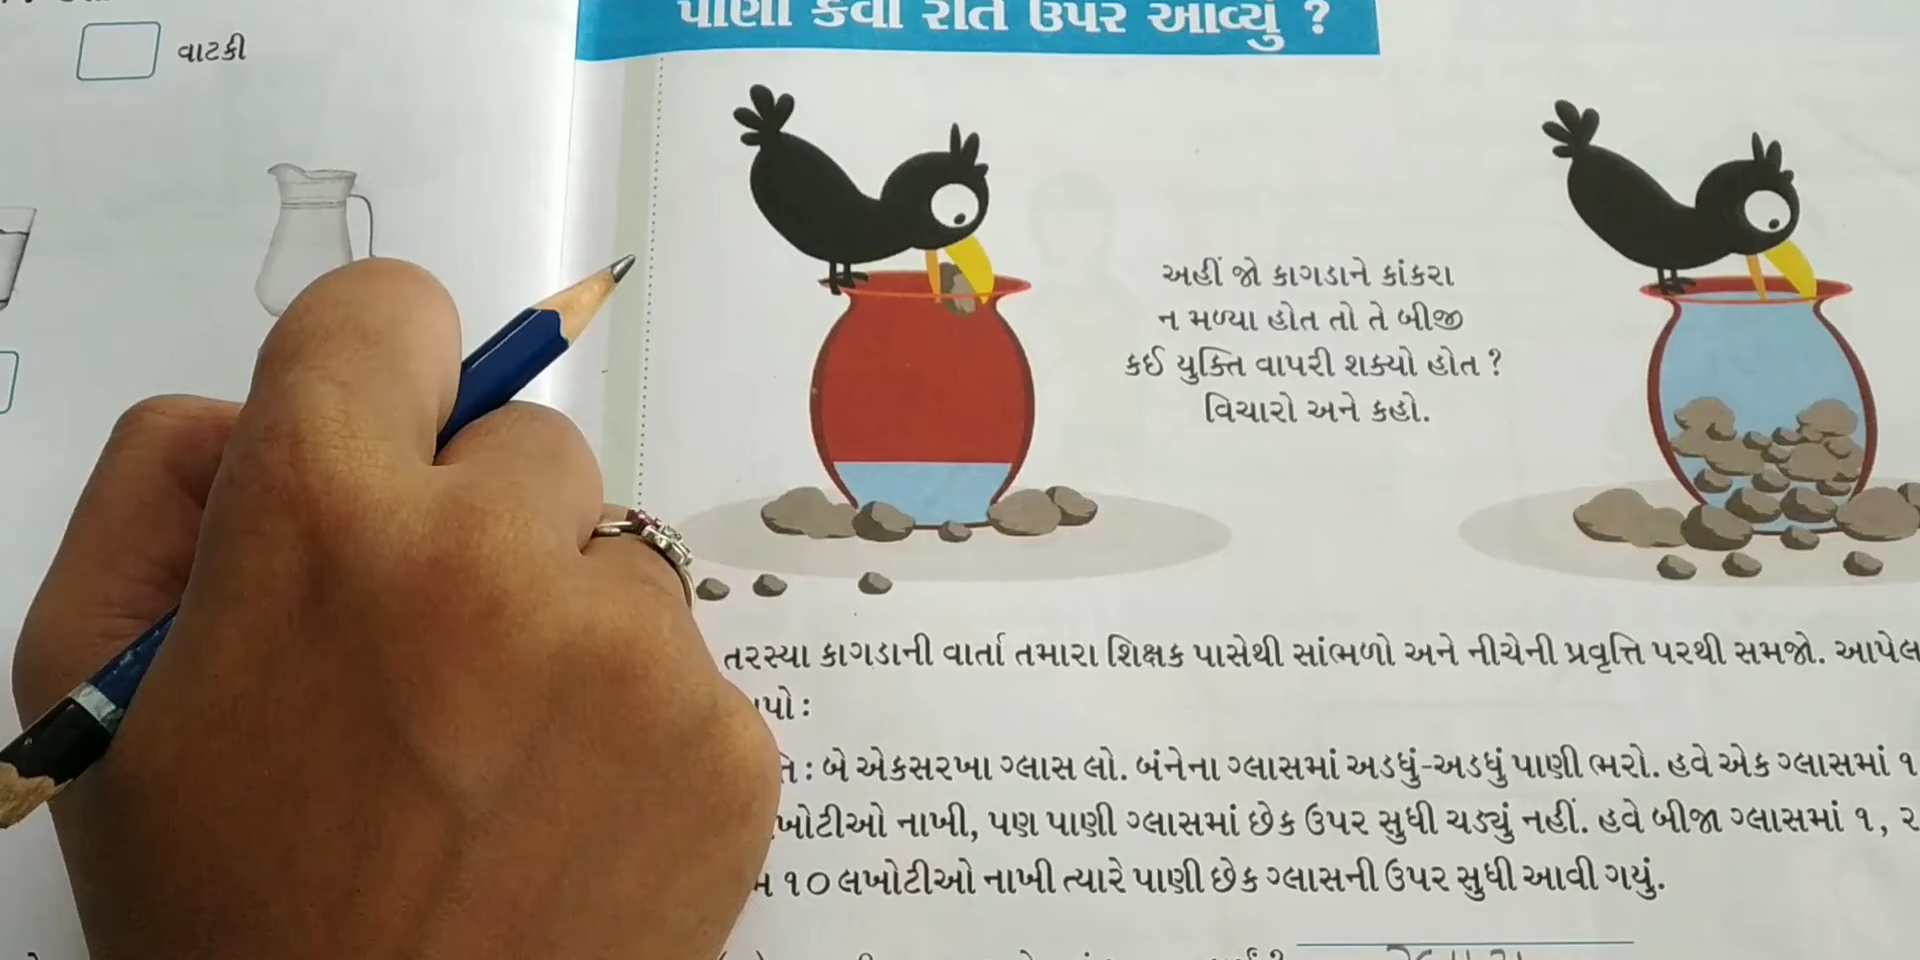 વાટકી
પાણી કેવી રીતે ઉપર આવ્યું ?
અહીં જો કાગડાને કાંકરા
ન મળ્યા હોત તો તે બીજી
કઈ યુક્તિ વાપરી શક્યો હોત ?
વિચારો અને કહો.
તરસ્યા કાગડાની વાર્તા તમારા શિક્ષક પાસેથી સાંભળો અને નીચેની પ્રવૃત્તિ પરથી સમજો. આપેલ
: બે એકસરખા ગ્લાસ લો. બંનેના ગ્લાસમાં અડધું-અડધું પાણી ભરો. હવે એક ગ્લાસમાં ૧
નાખી, પણ પાણી ગ્લાસમાં છેક ઉપર સુધી ચડ્યું નહીં. હવે બીજા ગ્લાસમાં ૧, ૨
૧૦ લખોટીઓ નાખી ત્યારે પાણી છેક ગ્લાસની ઉપર સુધી આવી ગયું.